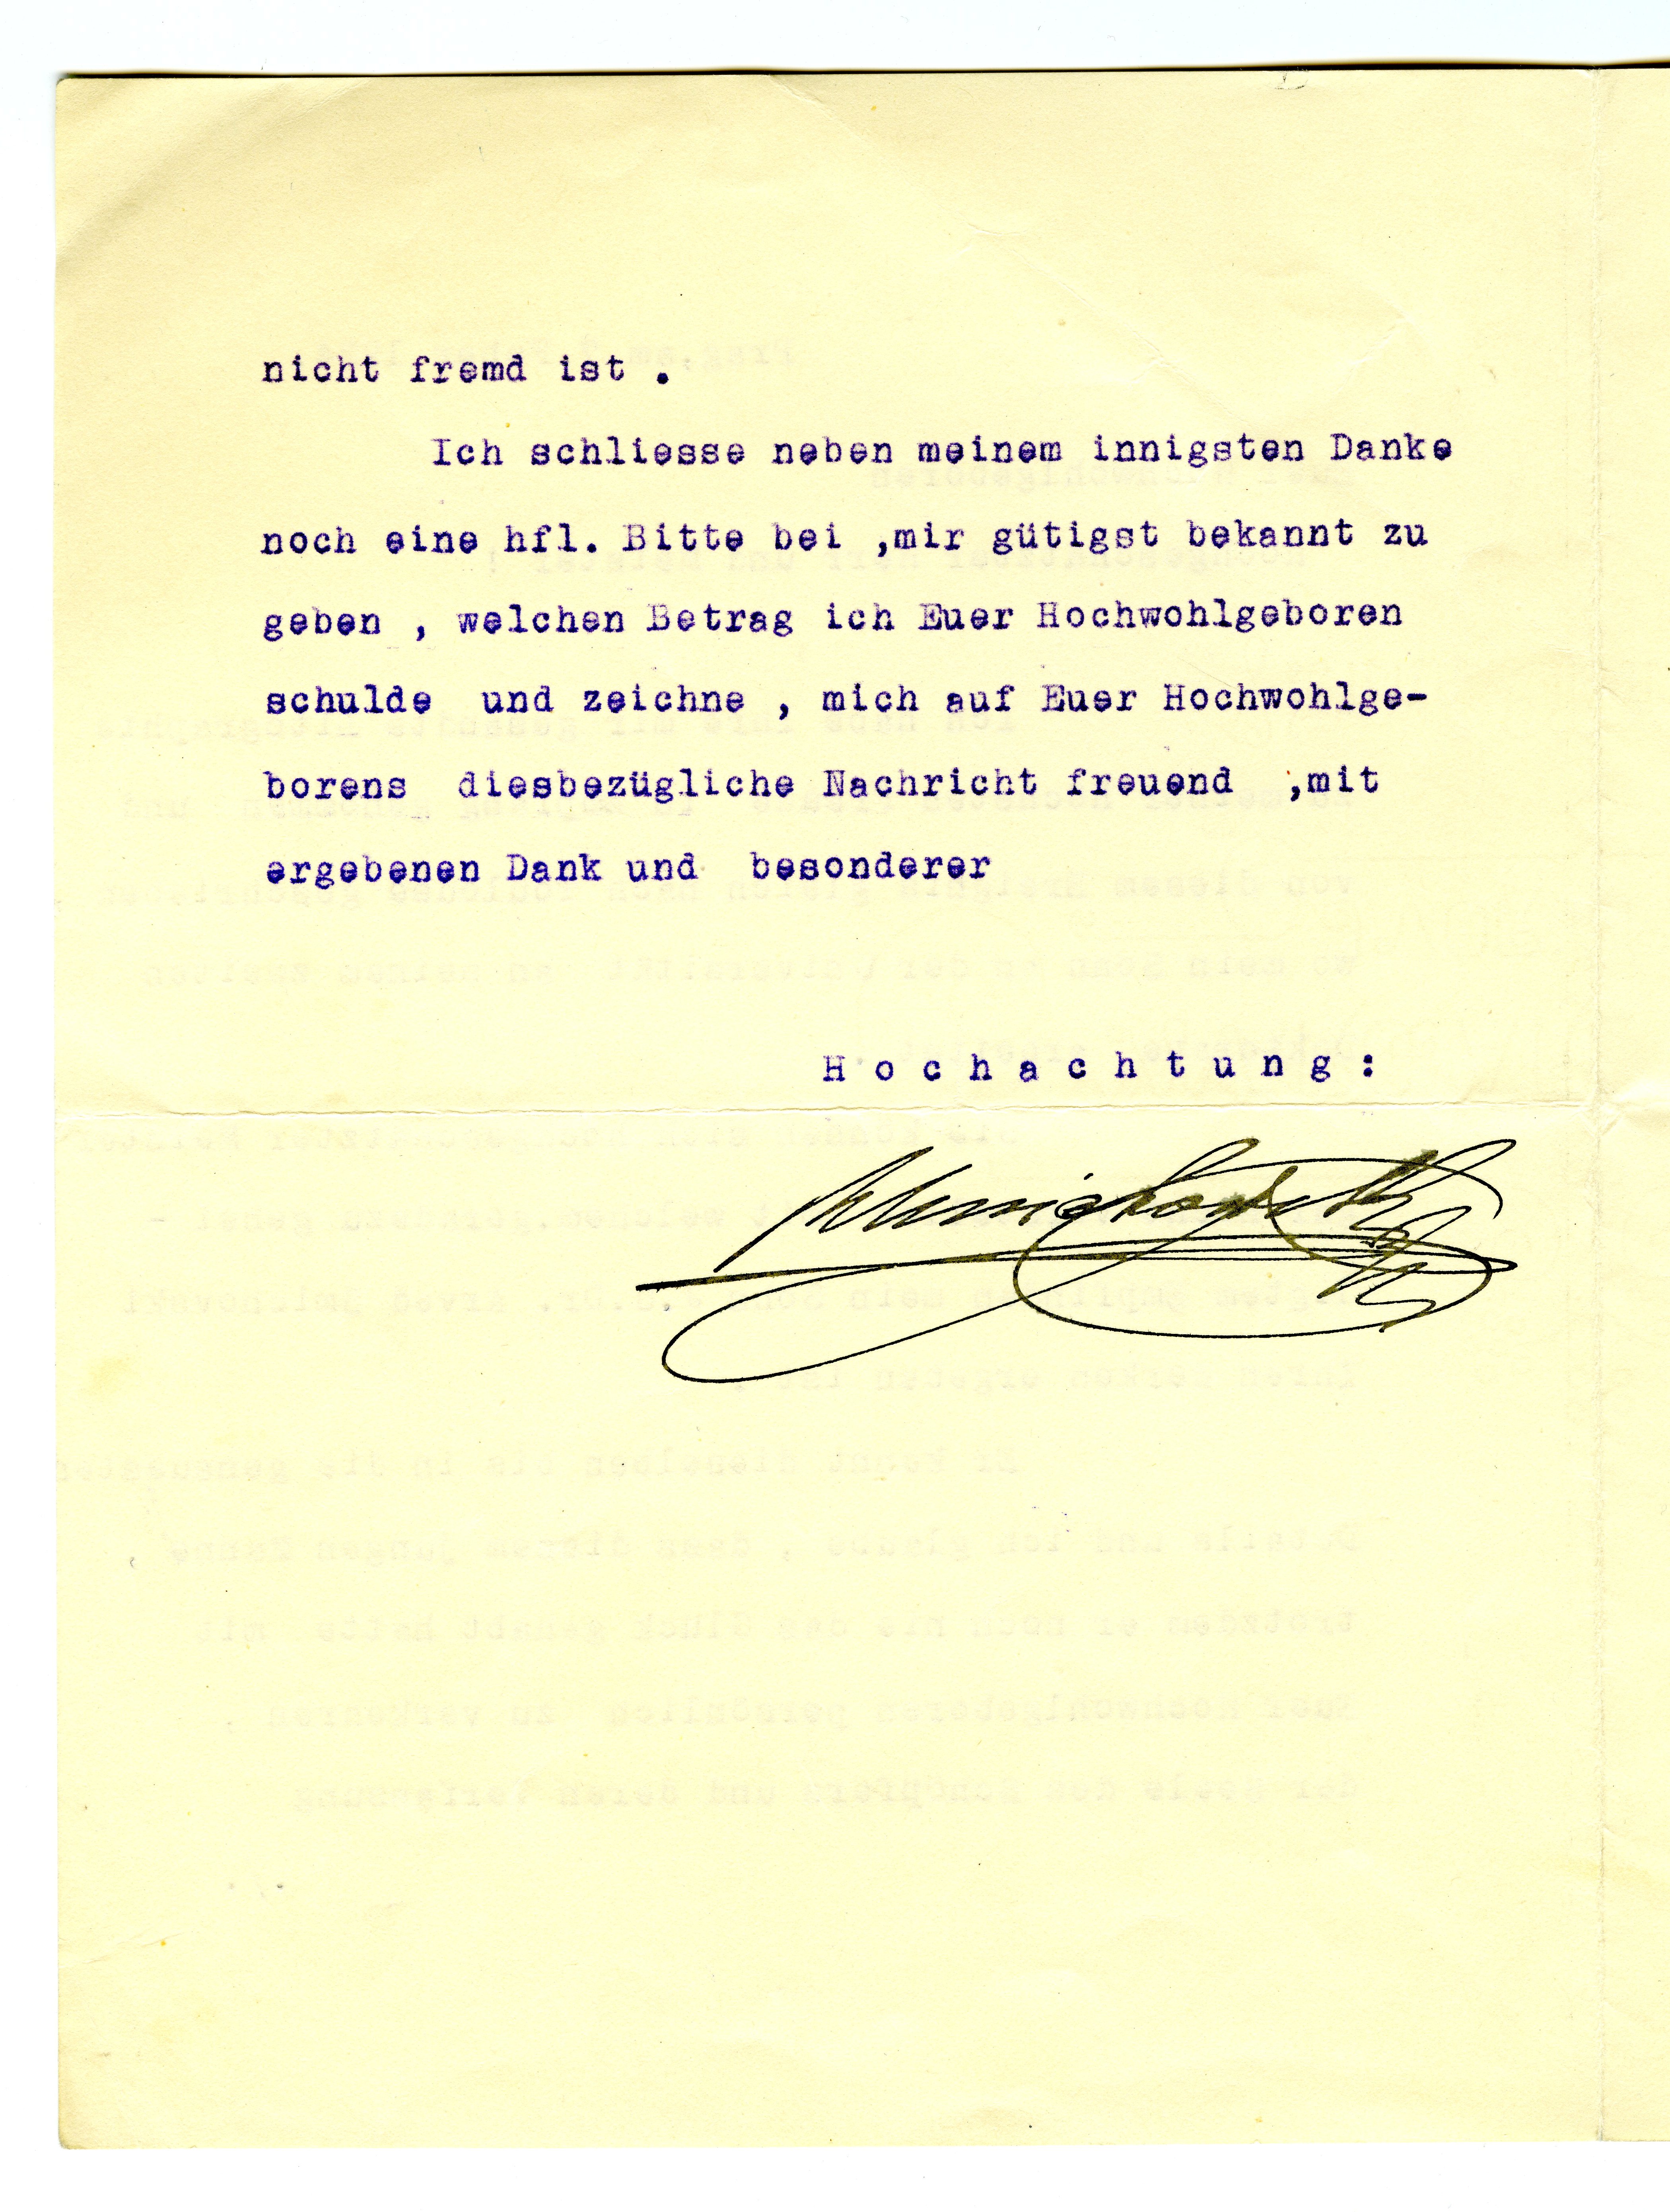 nicht fremd ist .
Ich schliesse neben meinem innigsten Danke
noch eine hfl. Bitte bei ,mir gütigst bekannt zu
geben , welchen Betrag ich Euer Hochwohlgeboren
schulde und zeichne , mich auf Euer Hochwohlge-
borens diesbezügliche Nachricht freuend ,mit
ergebenen Dank und besonderer
Hochachtung: